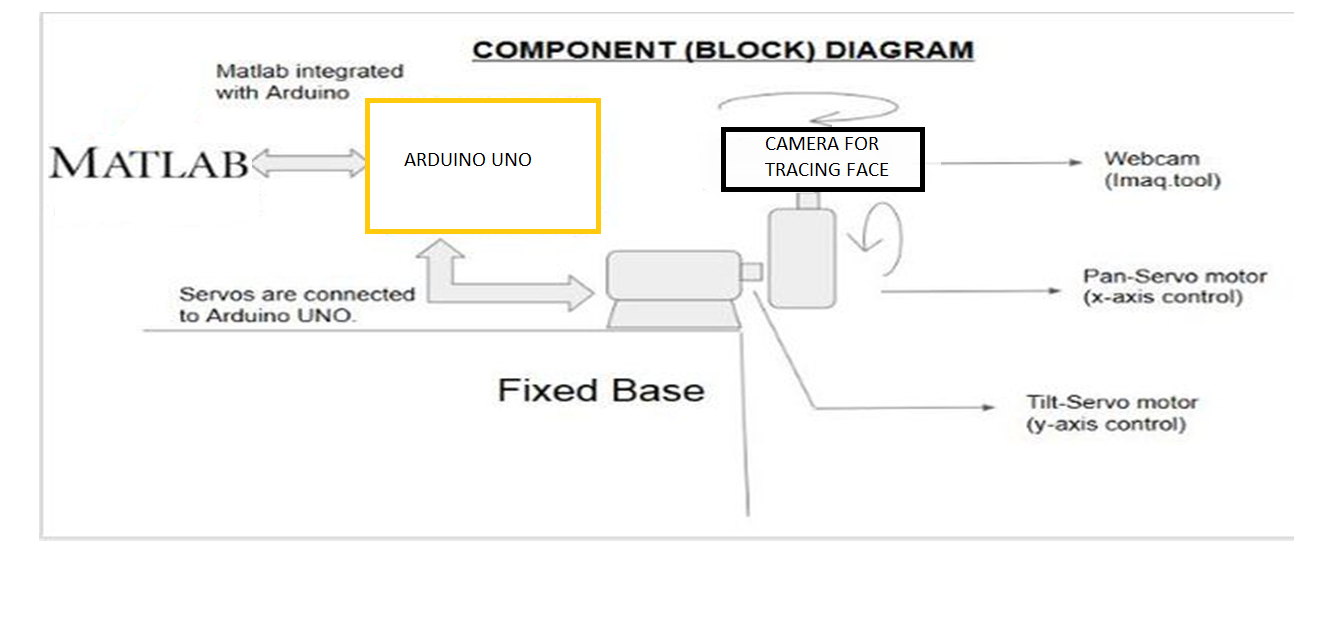 COMPONENT (BLOCK) DIAGRAM
Matlab integrated
with Arduino
MATLAB
ARDUINO UNO
CAMERA FOR
TRACING FACE
Webcam
(Imaq.tool)
Servos are connected
to Arduino UNO.
Pan-Servo motor
(x-axis control)
Fixed Base
Tilt-Servo motor
(y-axis control)